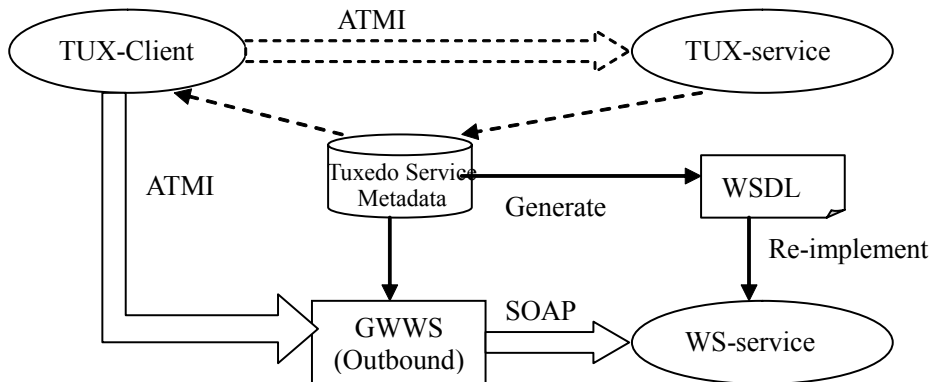 ATMI
TUX-Client
TUX-service
Tuxedo Service
Metadata
ATMI
WSDL
Generate
Re-implement
SOAP
GWWS
(Outbound)
WS-service